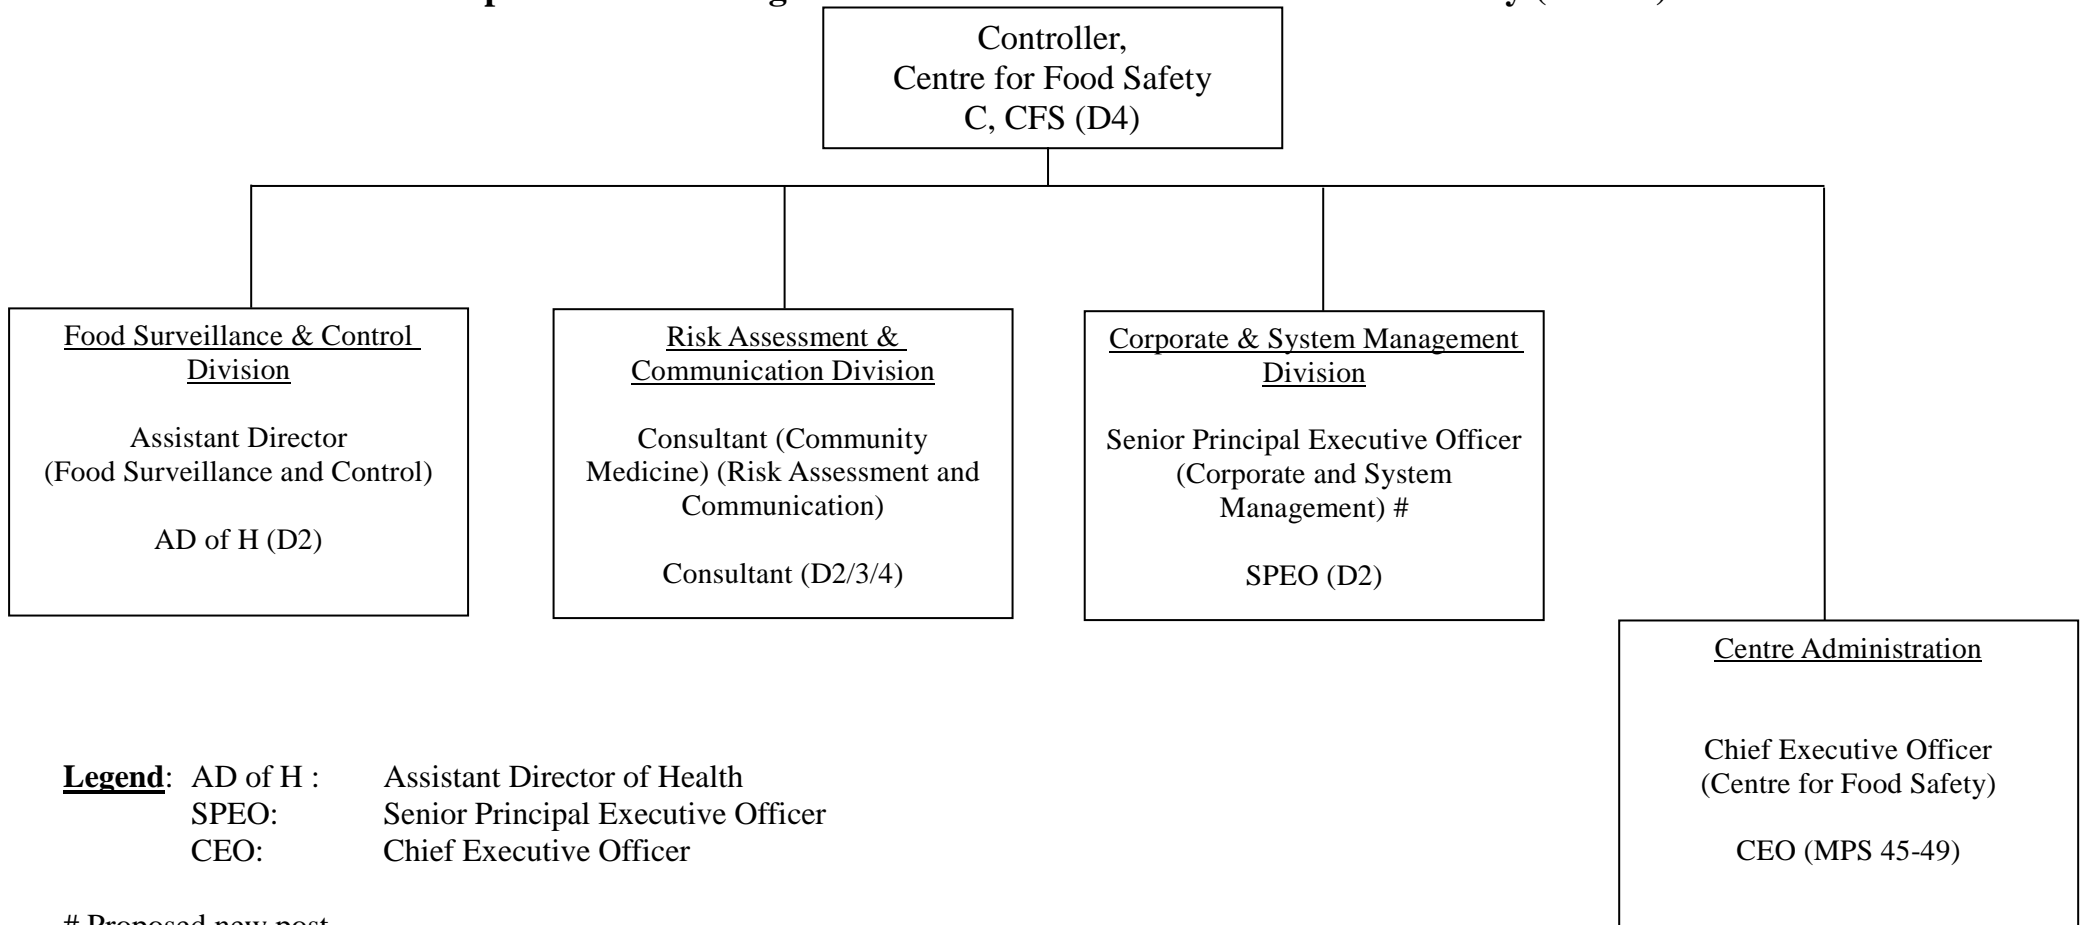 Controller,
Centre for Food Safety
C, CFS (D4)
Food Surveillance & Control
Division
Assistant Director
(Food Surveillance and Control)
AD of H (D2)
Risk Assessment &
Communication Division
Consultant (Community
Medicine) (Risk Assessment and
Communication)
Consultant (D2/3/4)
Corporate & System Management
Division
Senior Principal Executive Officer
(Corporate and System
Management) #
SPEO (D2)
Centre Administration
Chief Executive Officer
(Centre for Food Safety)
CEO (MPS 45-49)
Legend: AD of H : Assistant Director of Health
SPEO: Senior Principal Executive Officer
CEO: Chief Executive Officer
# Proposed new post